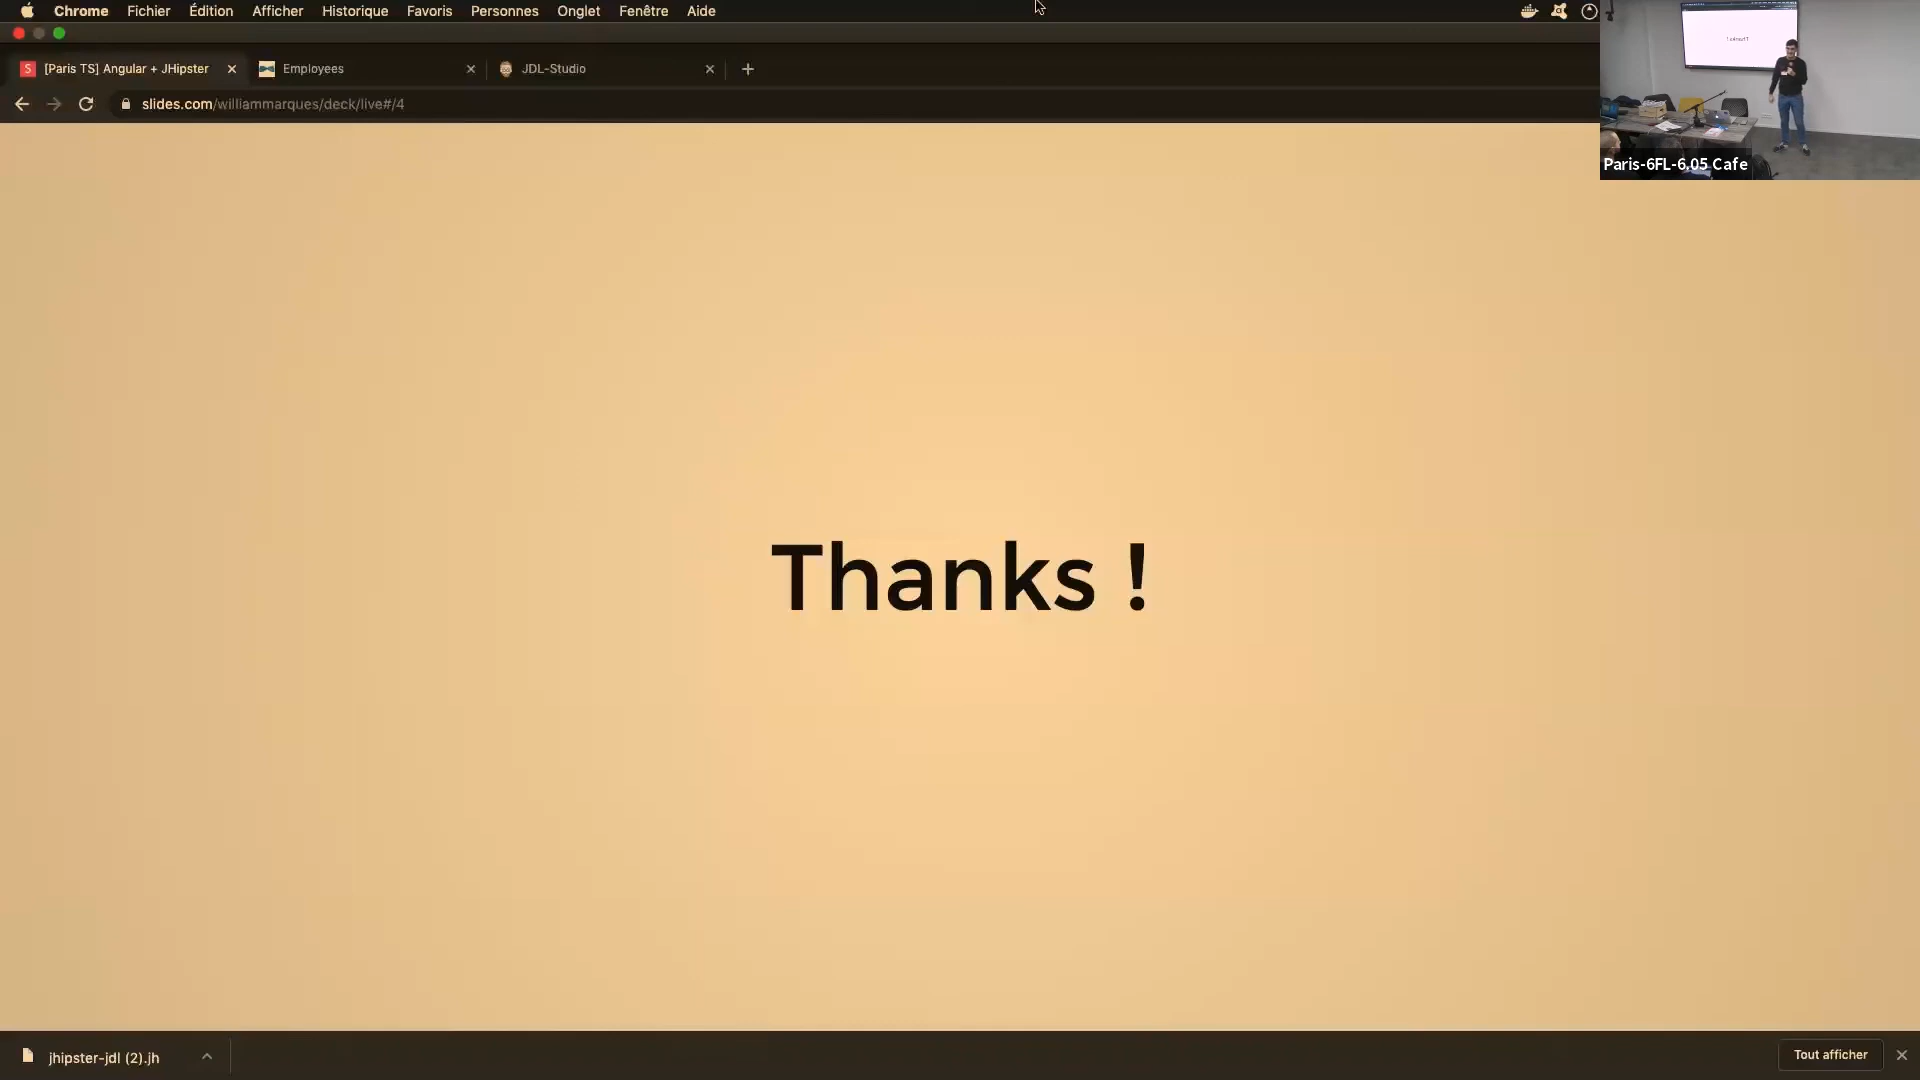 Chrome Fichier Édition Afficher Historique Favoris Personnes Onglet Fenêtre Aide
[Paris TS] Angular + JHipster
Employees
JDL-Studio
slides.com/williammarques/deck/live#/4
Paris-6FL-6.05 Cafe
Thanks !
jhipster-jdl (2).jh
Tout afficher